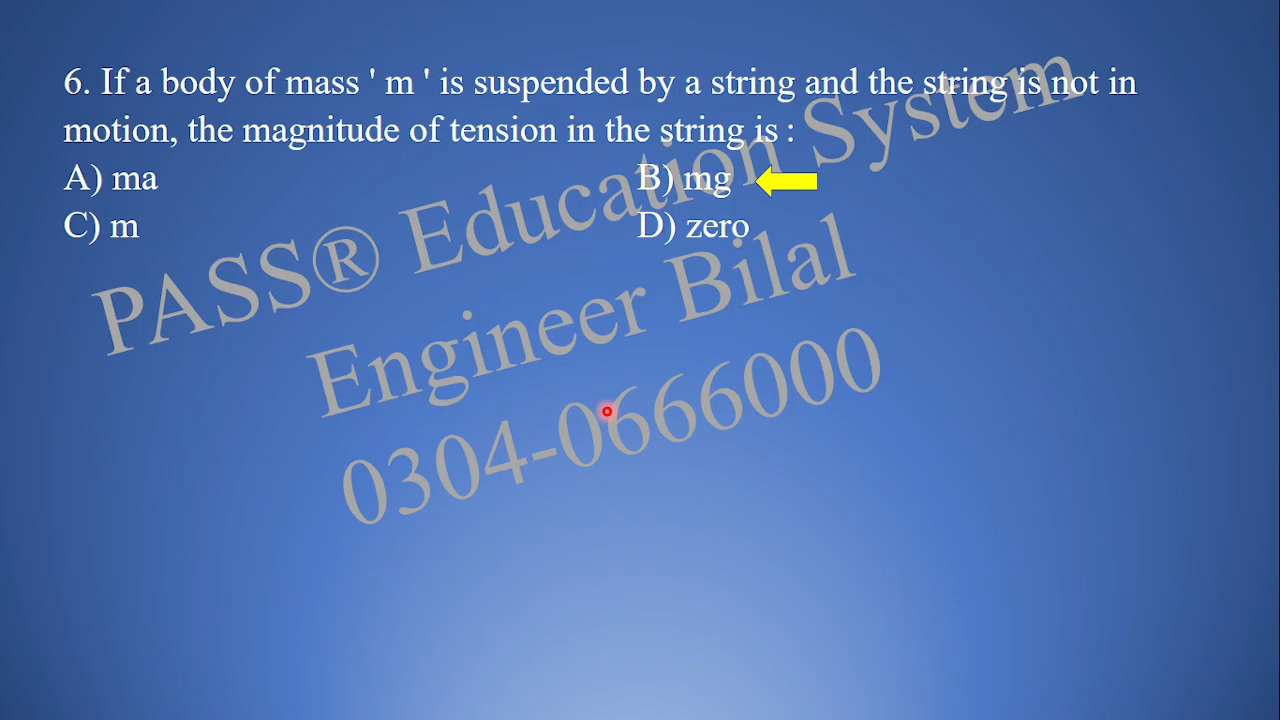 6. If a body of mass ' m ' is suspended by a string and the string is not in
motion, the magnitude of tension in the string is :
A) ma
B) mg
C) m
D) zero
PASS® Education System
Engineer Bilal
0304-0666000